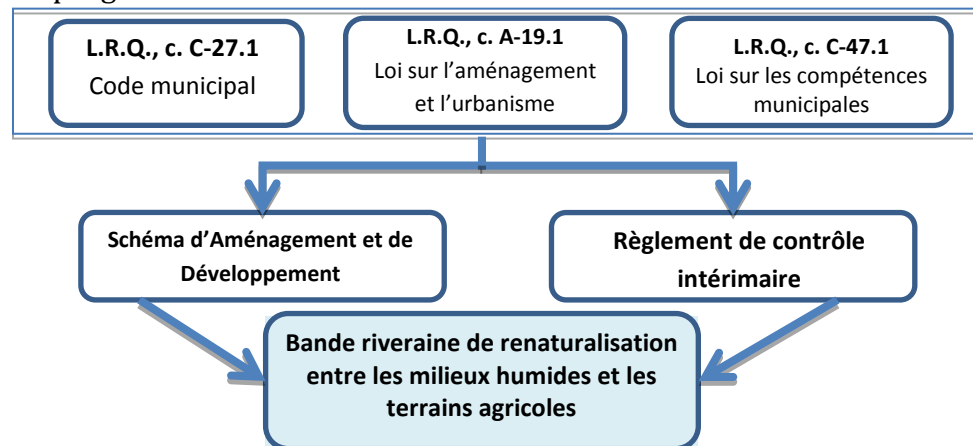 L.R.Q., c. C-27.1
Code municipal
L.R.Q., c. A-19.1
Loi sur l’aménagement
et l’urbanisme
L.R.Q., c. C-47.1
Loi sur les compétences
municipales
Schéma d’Aménagement et de
Développement
Règlement de contrôle
intérimaire
Bande riveraine de renaturalisation
entre les milieux humides et les
terrains agricoles